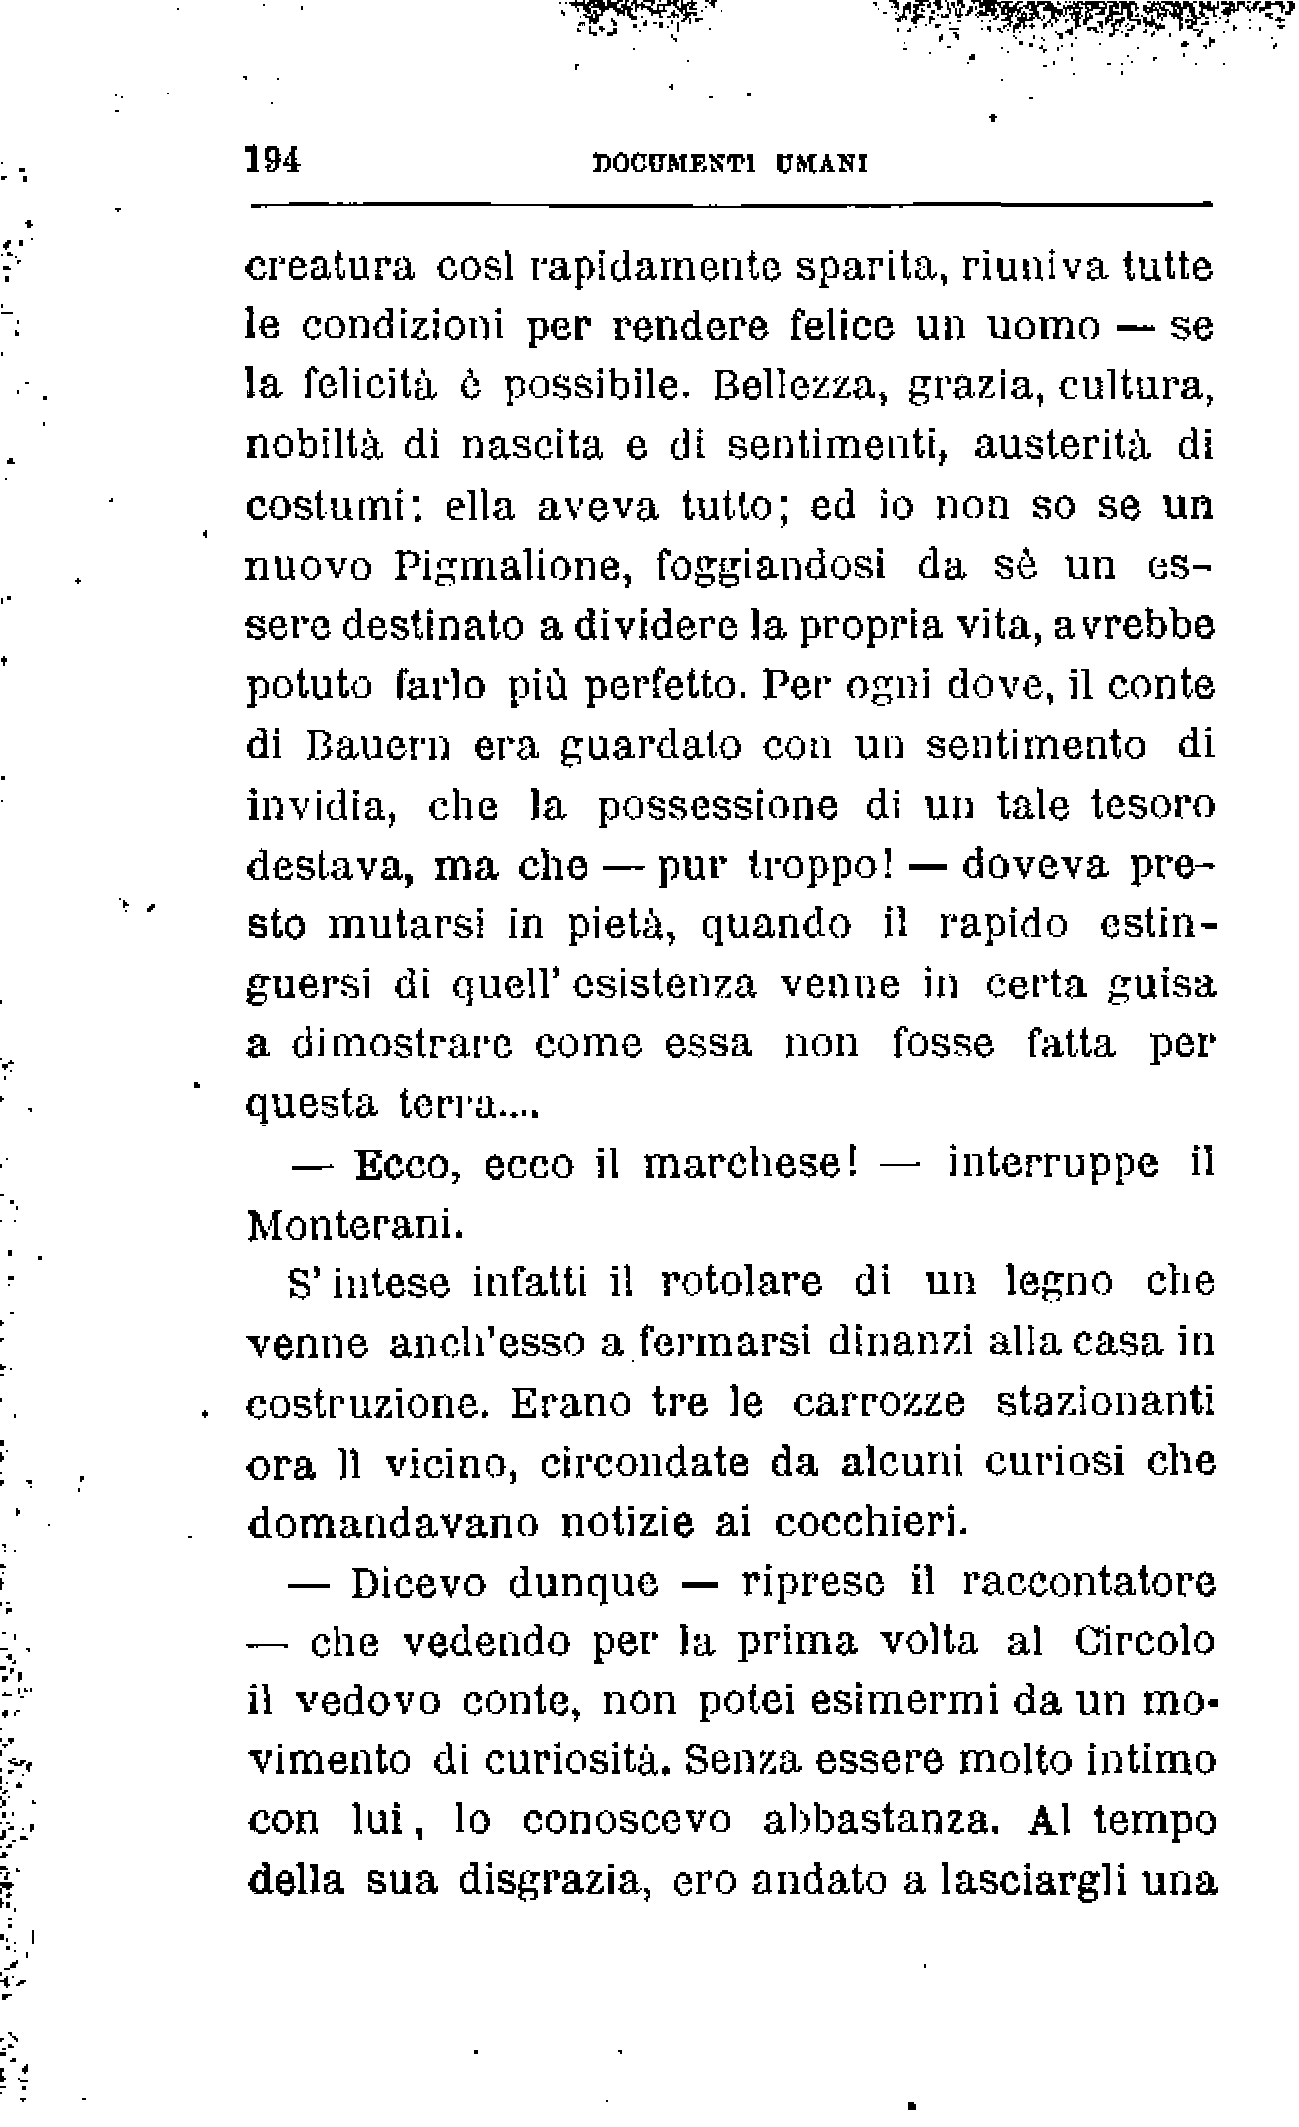 194 DOCUMENTI UMANI
creatura così rapidamente sparita, riuniva tutte
le condizioni per rendere felice un uomo — se
la felicità è possibile. Bellezza, grazia, cultura,
nobiltà di nascita e di sentimenti, austerità di
costumi: ella aveva tutto; ed io non so se un
nuovo Pigmalione, foggiandosi da sè un es-
sere destinato a dividere la propria vita, avrebbe
potuto farlo più perfetto. Per ogni dove, il conte
di Bauern era guardato con un sentimento di
invidia, che la possessione di un tale tesoro
destava, ma che — pur troppo! — doveva pre-
sto mutarsi in pietà, quando il rapido estin-
guersi di quell' esistenza venne in certa guisa
a dimostrare come essa non fosse fatta per
questa terra....
— Ecco, ecco il marchese! — interruppe il
Monterani.
S' intese infatti il rotolare di un legno che
venne anch'esso a fermarsi dinanzi alla casa in
costruzione. Erano tre le carrozze stazionanti
ora lì vicino, circondate da alcuni curiosi che
domandavano notizie ai cocchieri.
— Dicevo dunque — riprese il raccontatore
— che vedendo per la prima volta al Circolo
il vedovo conte, non potei esimermi da un mo-
vimento di curiosità. Senza essere molto intimo
con lui, lo conoscevo abbastanza. Al tempo
della sua disgrazia, ero andato a lasciargli una